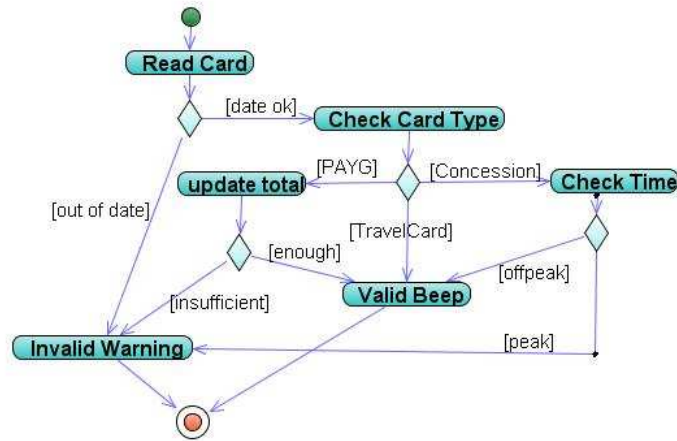 Read Card
[date ok]
Check Card Type
[PAYG]
[Concession]
update total
Check Time
[out of date]
[TravelCard]
[enough]
[offpeak]
[insufficient]
Valid Beep
[peak]
Invalid Warning